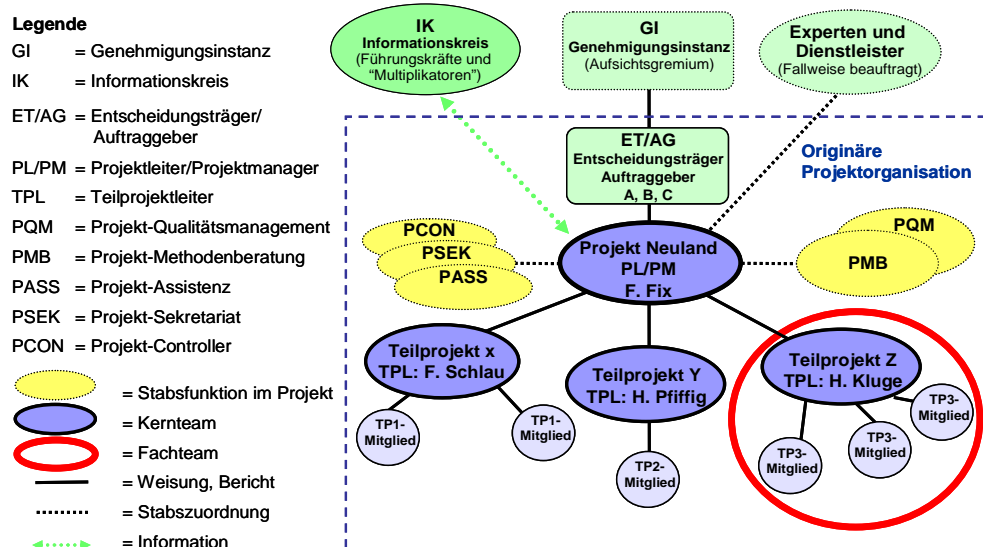 Legende
GI = Genehmigungsinstanz
IK = Informationskreis
ET/AG = Entscheidungsträger/
Auftraggeber
PL/PM = Projektleiter/Projektmanager
TPL = Teilprojektleiter
PQM = Projekt-Qualitätsmanagement
PMB = Projekt-Methodenberatung
PASS = Projekt-Assistenz
PSEK = Projekt-Sekretariat
PCON = Projekt-Controller
= Stabsfunktion im Projekt
= Kernteam
= Fachteam
= Weisung, Bericht
= Stabszuordnung
= Information
IK
Informationskreis
(Führungskräfte und
“Multiplikatoren”)
GI
Genehmigungsinstanz
(Aufsichtsgremium)
Experten und
Dienstleister
(Fallweise beauftragt)
ET/AG
Entscheidungsträger
Auftraggeber
A, B, C
Originäre
Projektorganisation
PCON
PSEK
PASS
Projekt Neuland
PL/PM
F. Fix
PQM
PMB
Teilprojekt x
TPL: F. Schlau
Teilprojekt Y
TPL: H. Pfiffig
Teilprojekt Z
TPL: H. Kluge
TP1-
Mitglied
TP1-
Mitglied
TP2-
Mitglied
TP3-
Mitglied
TP3-
Mitglied
TP3-
Mitglied